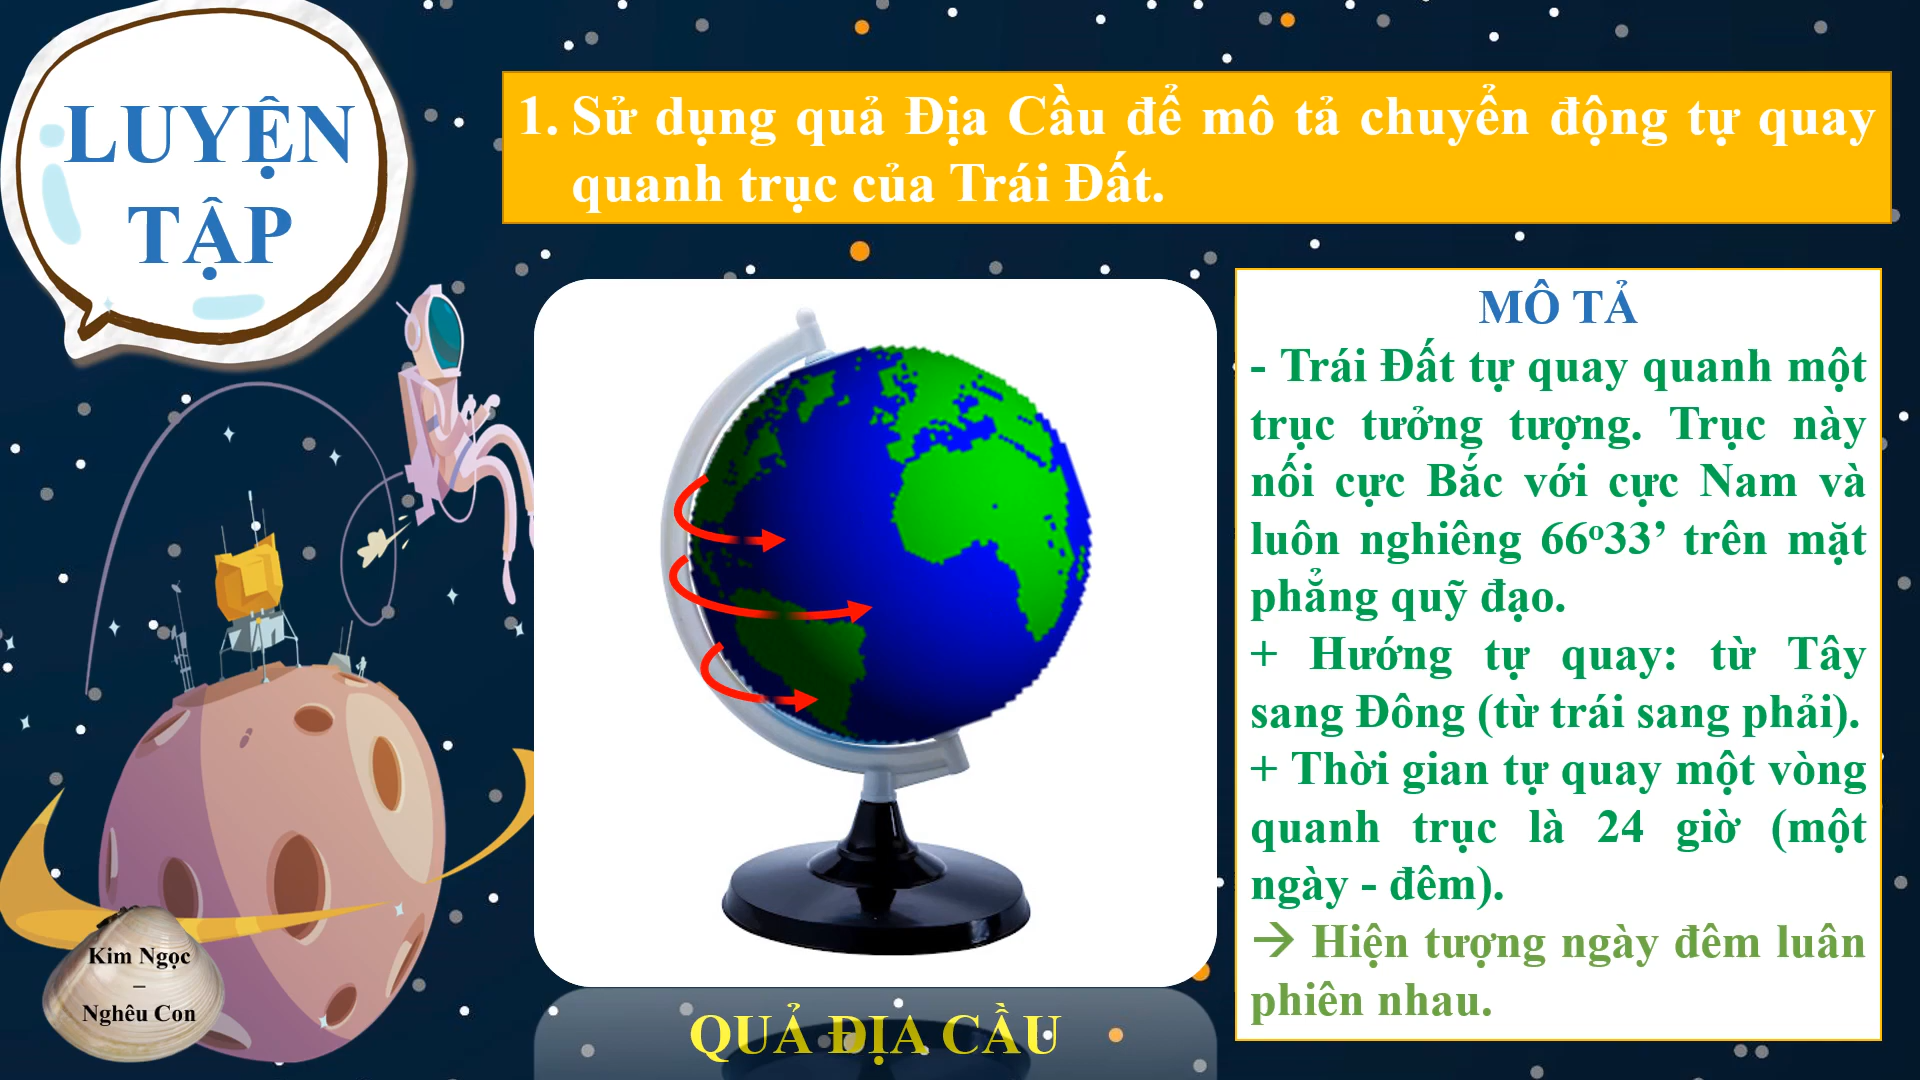 LUYỆN
TẬP
1. Sử dụng quả Địa Cầu để mô tả chuyển động tự quay
quanh trục của Trái Đất.
MÔ TẢ
- Trái Đất tự quay quanh một
trục tưởng tượng. Trục này
nối cực Bắc với cực Nam và
luôn nghiêng 66º33’ trên mặt
phẳng quỹ đạo.
+ Hướng tự quay: từ Tây
sang Đông (từ trái sang phải).
+ Thời gian tự quay một vòng
quanh trục là 24 giờ (một
ngày - đêm).
→ Hiện tượng ngày đêm luân
phiên nhau.
QUẢ ĐỊA CẦU
Kim Ngọc
–
Nghêu Con